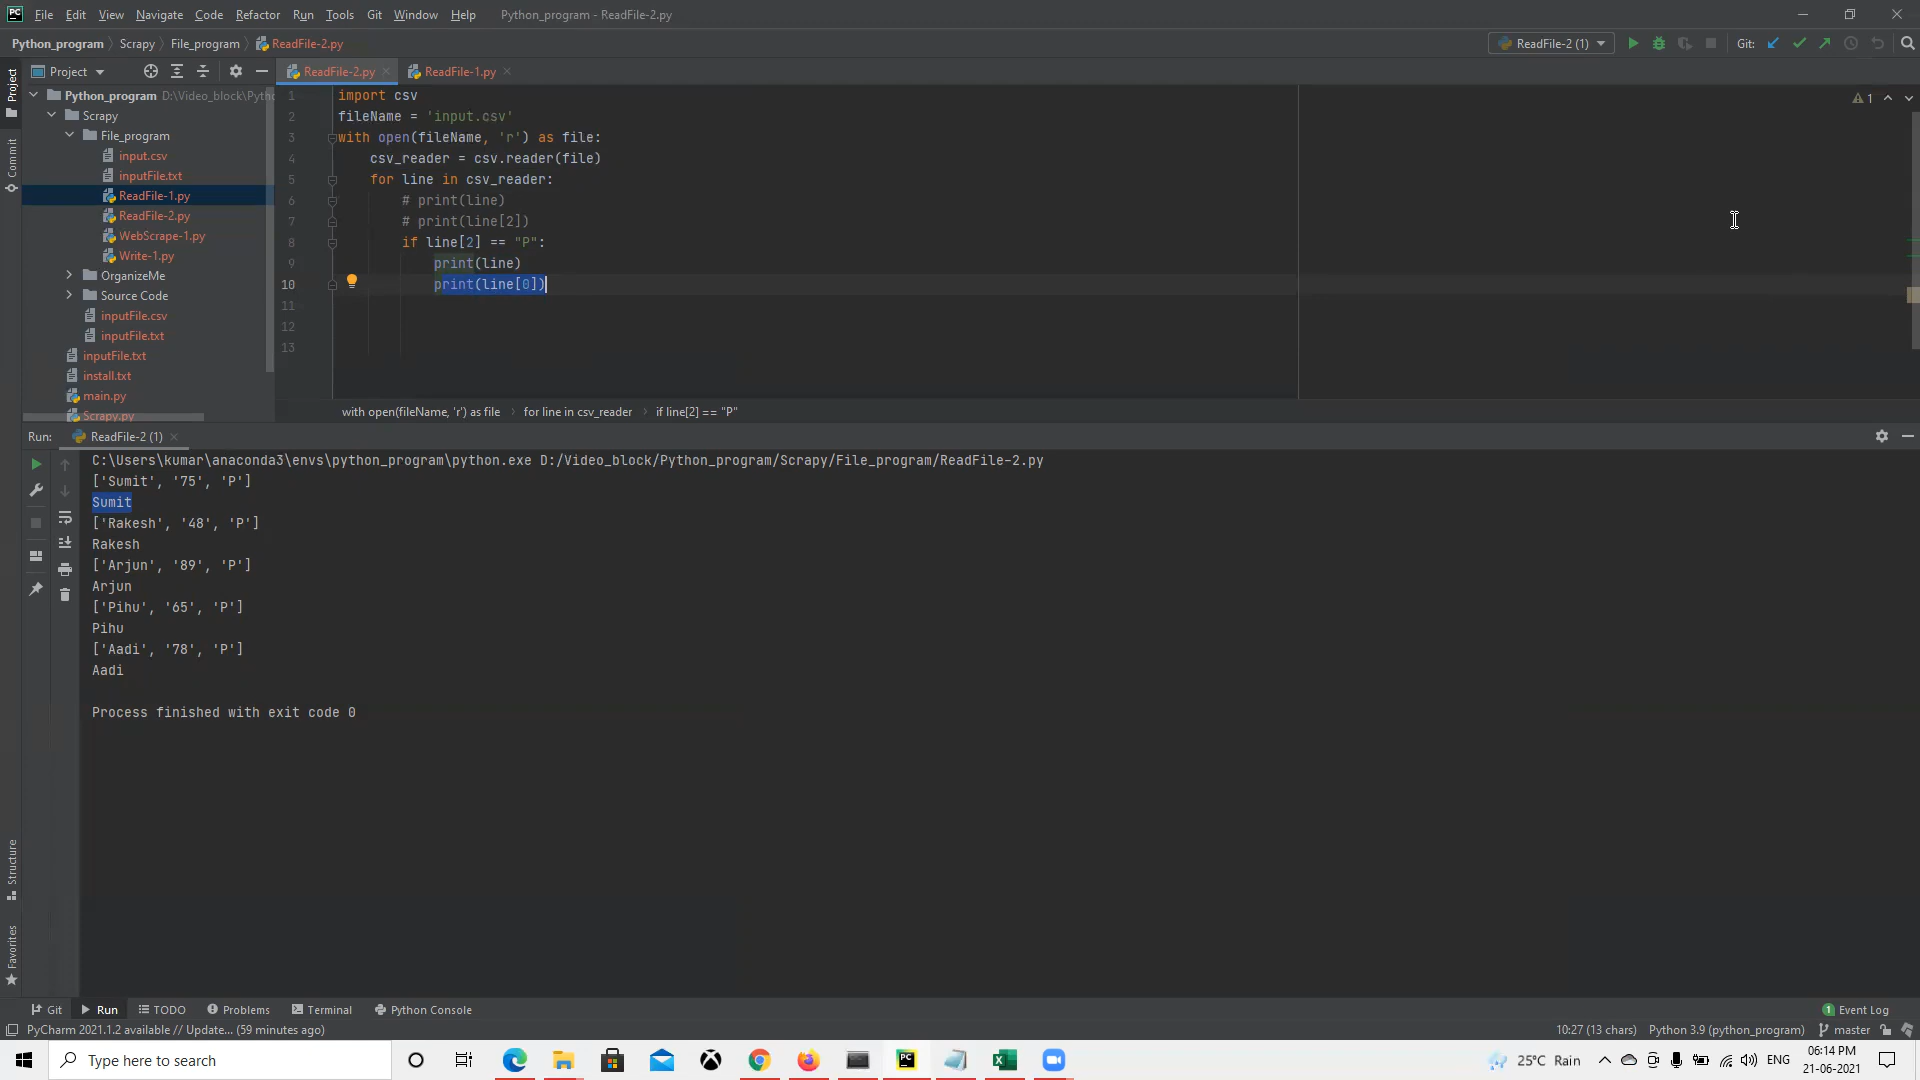 PC File Edit View Navigate Code Refactor Run Tools Git Window Help Python_program - ReadFile-2.py
Python_program Scrapy File_program ReadFile-2.py ReadFile-2 (1) Git:
Project Project ReadFile-2.py ReadFile-1.py
Commit
Python_program D:\Video_block\Pytho
Scrapy
File_program
input.csv
inputFile.txt
ReadFile-1.py
ReadFile-2.py
WebScrape-1.py
Write-1.py
OrganizeMe
Source Code
inputFile.csv
inputFile.txt
inputFile.txt
install.txt
main.py
Scrapy.py
1 import csv
2 fileName = 'input.csv'
3 with open(fileName, 'r') as file:
4 csv_reader = csv.reader(file)
5 for line in csv_reader:
6 # print(line)
7 # print(line[2])
8 if line[2] == "P":
9 print(line)
10 print(line[0])
11
12
13
1
with open(fileName, 'r') as file for line in csv_reader if line[2] == "P"
Run: ReadFile-2 (1)
C:\Users\kumar\anaconda3\envs\python_program\python.exe D:/Video_block/Python_program/Scrapy/File_program/ReadFile-2.py
['Sumit', '75', 'P']
Sumit
['Rakesh', '48', 'P']
Rakesh
['Arjun', '89', 'P']
Arjun
['Pihu', '65', 'P']
Pihu
['Aadi', '78', 'P']
Aadi
Process finished with exit code 0
Structure
Favorites
Git Run TODO Problems Terminal Python Console 1 Event Log
PyCharm 2021.1.2 available // Update... (59 minutes ago) 10:27 (13 chars) Python 3.9 (python_program) master
Type here to search PC 25°C Rain ENG 06:14 PM
21-06-2021